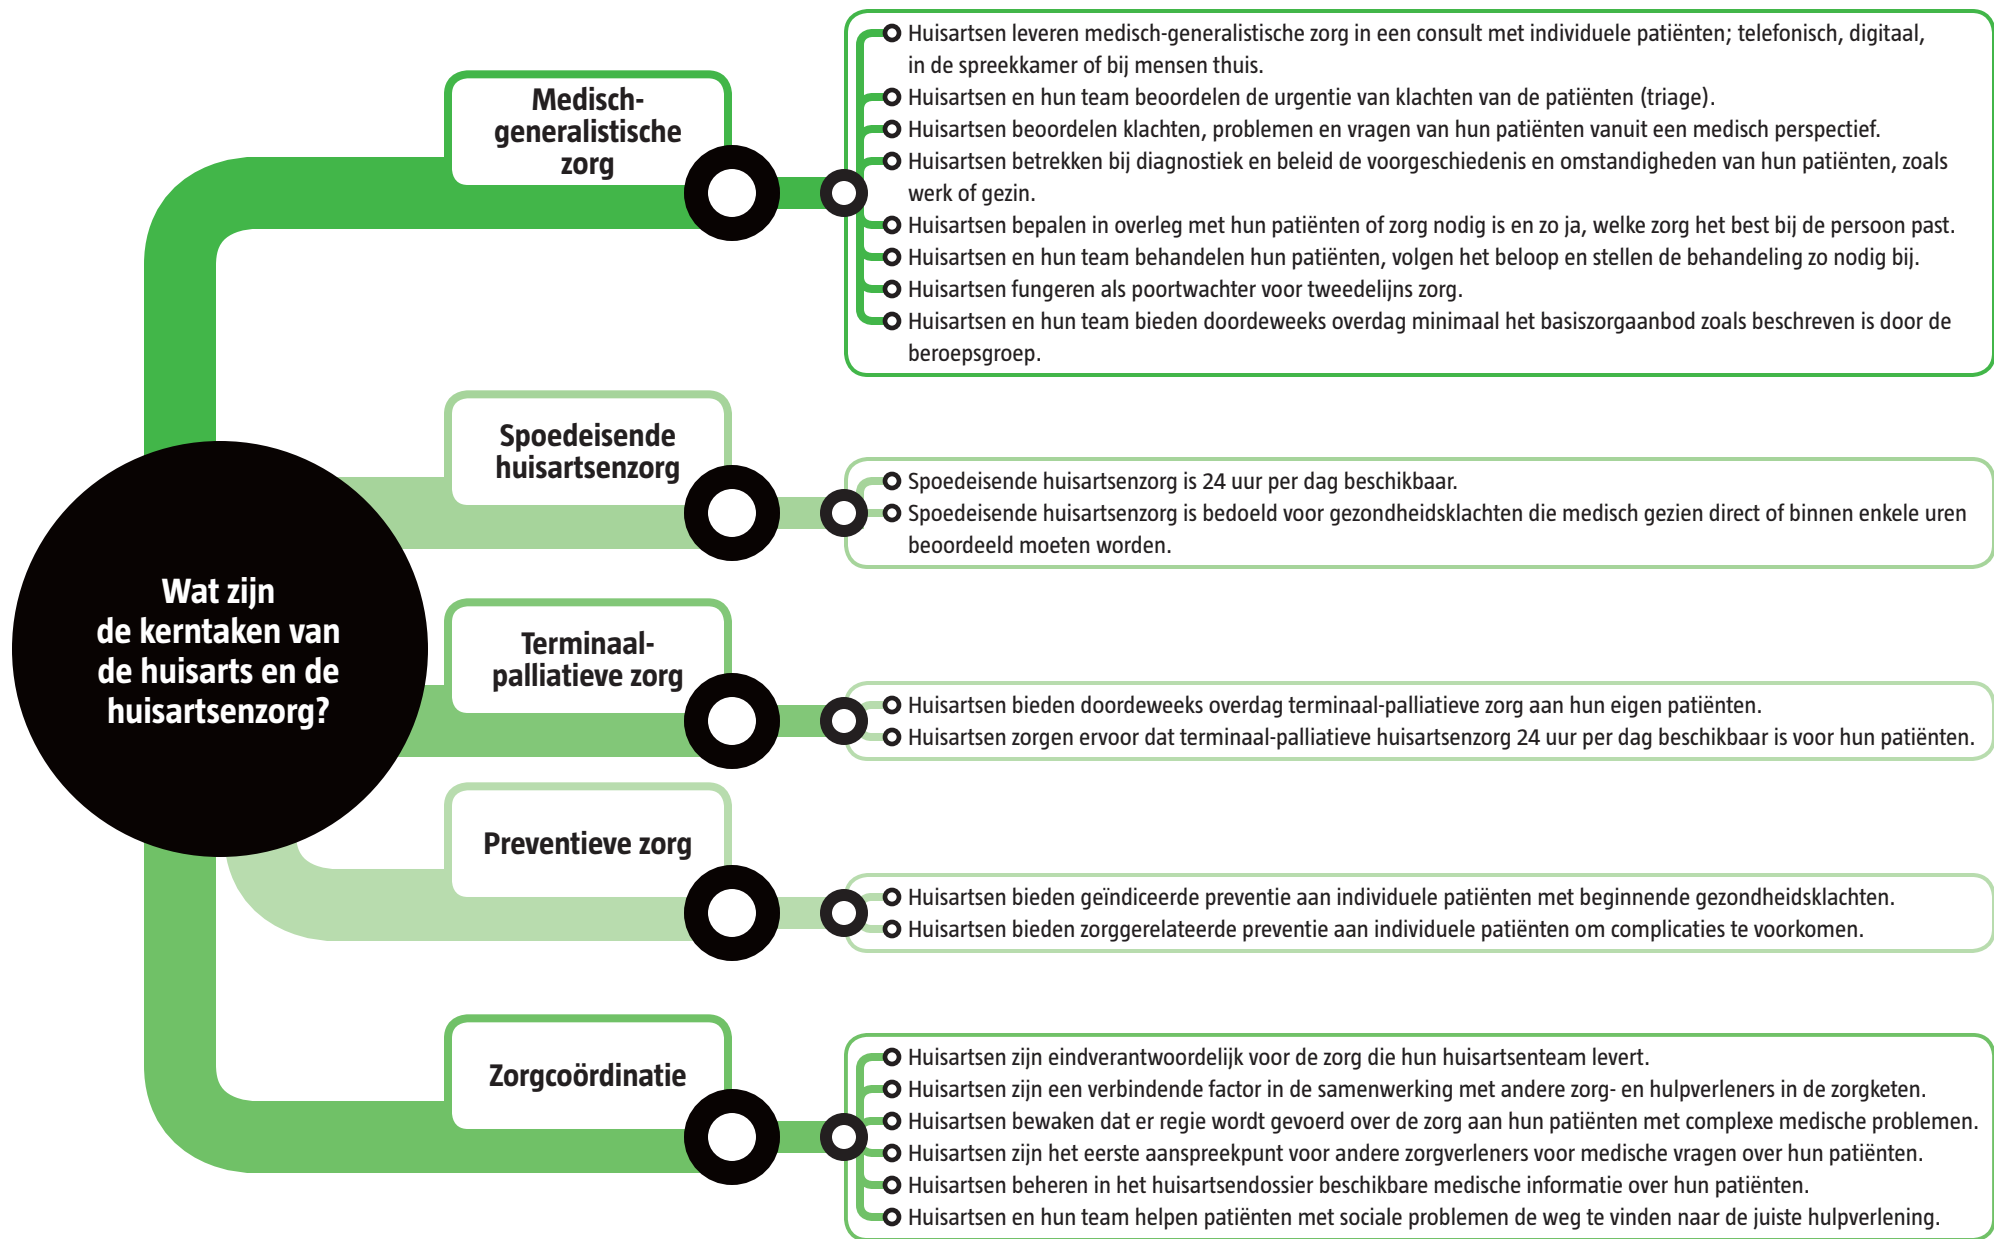 Wat zijn
de kerntaken van
de huisarts en de
huisartsenzorg?
Medisch-
generalistische
zorg
Huisartsen leveren medisch-generalistische zorg in een consult met individuele patiënten; telefonisch, digitaal,
in de spreekkamer of bij mensen thuis.
Huisartsen en hun team beoordelen de urgentie van klachten van de patiënten (triage).
Huisartsen beoordelen klachten, problemen en vragen van hun patiënten vanuit een medisch perspectief.
Huisartsen betrekken bij diagnostiek en beleid de voorgeschiedenis en omstandigheden van hun patiënten, zoals
werk of gezin.
Huisartsen bepalen in overleg met hun patiënten of zorg nodig is en zo ja, welke zorg het best bij de persoon past.
Huisartsen en hun team behandelen hun patiënten, volgen het beloop en stellen de behandeling zo nodig bij.
Huisartsen fungeren als poortwachter voor tweedelijns zorg.
Huisartsen en hun team bieden doordeweeks overdag minimaal het basiszorgaanbod zoals beschreven is door de
beroepsgroep.
Spoedeisende
huisartsenzorg
Spoedeisende huisartsenzorg is 24 uur per dag beschikbaar.
Spoedeisende huisartsenzorg is bedoeld voor gezondheidsklachten die medisch gezien direct of binnen enkele uren
beoordeeld moeten worden.
Terminaal-
palliatieve zorg
Huisartsen bieden doordeweeks overdag terminaal-palliatieve zorg aan hun eigen patiënten.
Huisartsen zorgen ervoor dat terminaal-palliatieve huisartsenzorg 24 uur per dag beschikbaar is voor hun patiënten.
Preventieve zorg
Huisartsen bieden geïndiceerde preventie aan individuele patiënten met beginnende gezondheidsklachten.
Huisartsen bieden zorggerelateerde preventie aan individuele patiënten om complicaties te voorkomen.
Zorgcoördinatie
Huisartsen zijn eindverantwoordelijk voor de zorg die hun huisartsenteam levert.
Huisartsen zijn een verbindende factor in de samenwerking met andere zorg- en hulpverleners in de zorgketen.
Huisartsen bewaken dat er regie wordt gevoerd over de zorg aan hun patiënten met complexe medische problemen.
Huisartsen zijn het eerste aanspreekpunt voor andere zorgverleners voor medische vragen over hun patiënten.
Huisartsen beheren in het huisartsendossier beschikbare medische informatie over hun patiënten.
Huisartsen en hun team helpen patiënten met sociale problemen de weg te vinden naar de juiste hulpverlening.